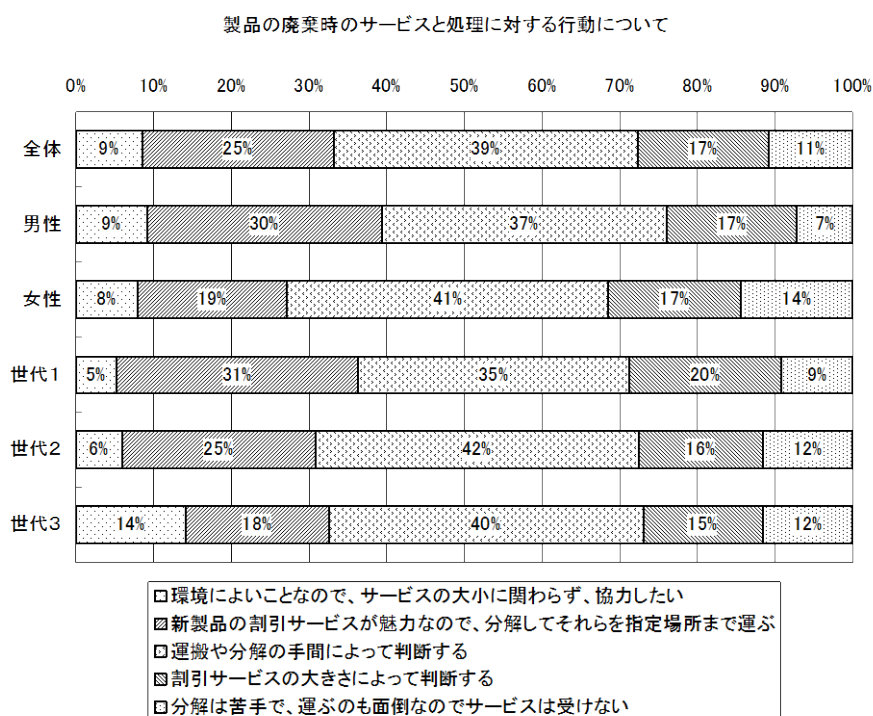 製品の廃棄時のサービスと処理に対する行動について
0% 10% 20% 30% 40% 50% 60% 70% 80% 90% 100%
全体 9% 25% 39% 17% 11%
男性 9% 30% 37% 17% 7%
女性 8% 19% 41% 17% 14%
世代1 5% 31% 35% 20% 9%
世代2 6% 25% 42% 16% 12%
世代3 14% 18% 40% 15% 12%
環境によいことなので、サービスの大小に関わらず、協力したい
新製品の割引サービスが魅力なので、分解してそれらを指定場所まで運ぶ
運搬や分解の手間によって判断する
割引サービスの大きさによって判断する
分解は苦手で、運ぶのも面倒なのでサービスは受けない